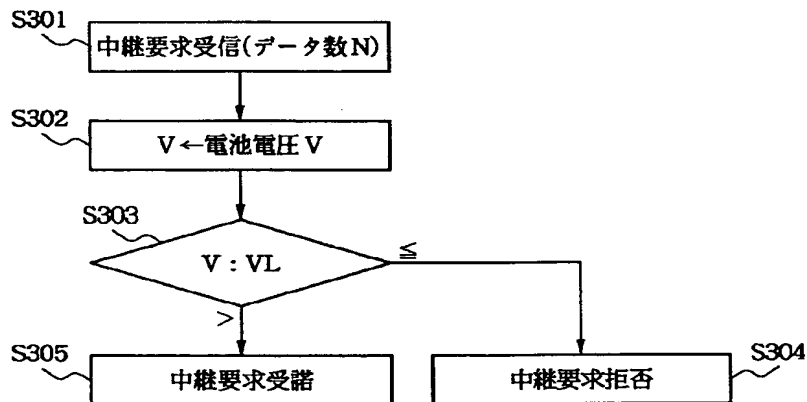 S301
中継要求受信(データ数N)
S302
V←電池電圧V
S303
V:VL
≦
>
S305
中継要求受諾
S304
中継要求拒否